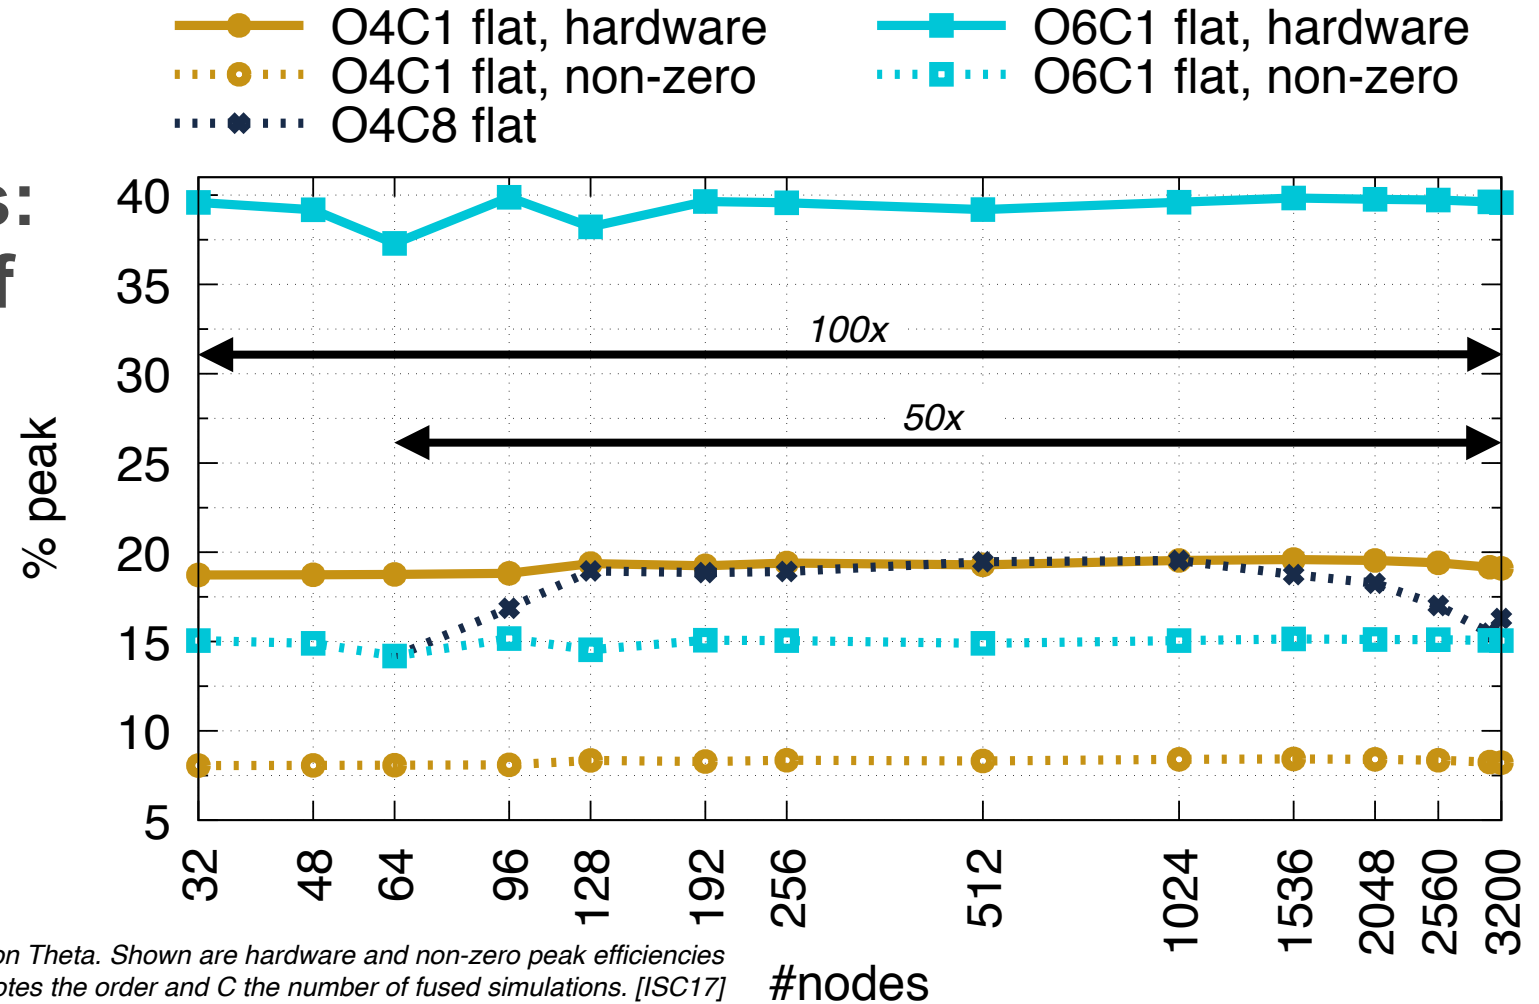 O4C1 flat, hardware
O4C1 flat, non-zero
O4C8 flat
O6C1 flat, hardware
O6C1 flat, non-zero
s:
f
% peak
40
35
30
25
20
15
10
5
100x
50x
32 48 64 96 128 192 256 512 1024 1536 2048 2560 3200
#nodes
on Theta. Shown are hardware and non-zero peak efficiencies
otes the order and C the number of fused simulations. [ISC17]